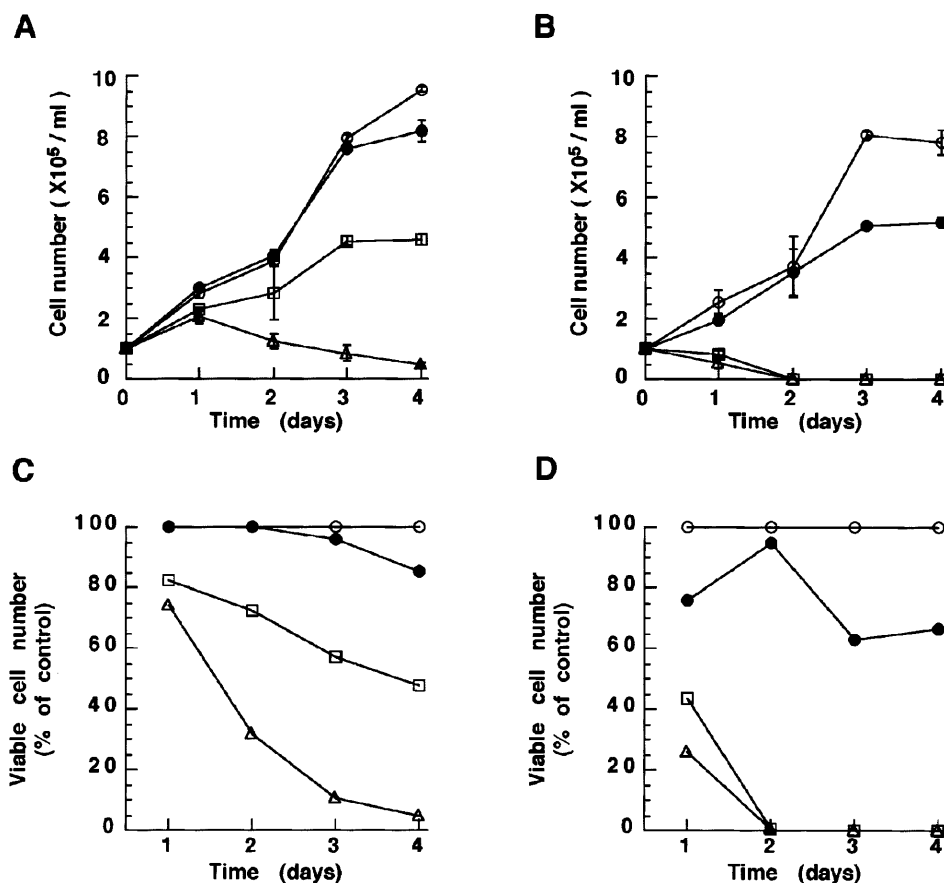 A
Cell number ( X10⁵ / ml )
10
8
6
4
2
0
0 1 2 3 4
Time (days)
B
Cell number ( X10⁵ / ml )
10
8
6
4
2
0
0 1 2 3 4
Time (days)
C
Viable cell number
(% of control)
100
80
60
40
20
0
1 2 3 4
Time (days)
D
Viable cell number
(% of control)
100
80
60
40
20
0
1 2 3 4
Time (days)